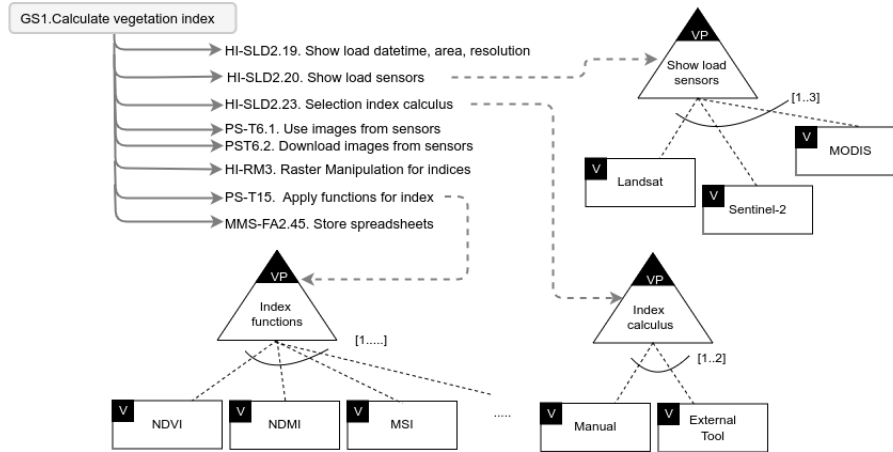 GS1.Calculate vegetation index
HI-SLD2.19. Show load datetime, area, resolution
HI-SLD2.20. Show load sensors
HI-SLD2.23. Selection index calculus
PS-T6.1. Use images from sensors
PST6.2. Download images from sensors
HI-RM3. Raster Manipulation for indices
PS-T15. Apply functions for index
MMS-FA2.45. Store spreadsheets
VP
Show load
sensors
[1..3]
V
MODIS
V
Landsat
V
Sentinel-2
VP
Index
functions
[1.....]
V
NDVI
V
NDMI
V
MSI
.....
VP
Index
calculus
[1..2]
V
Manual
V
External
Tool